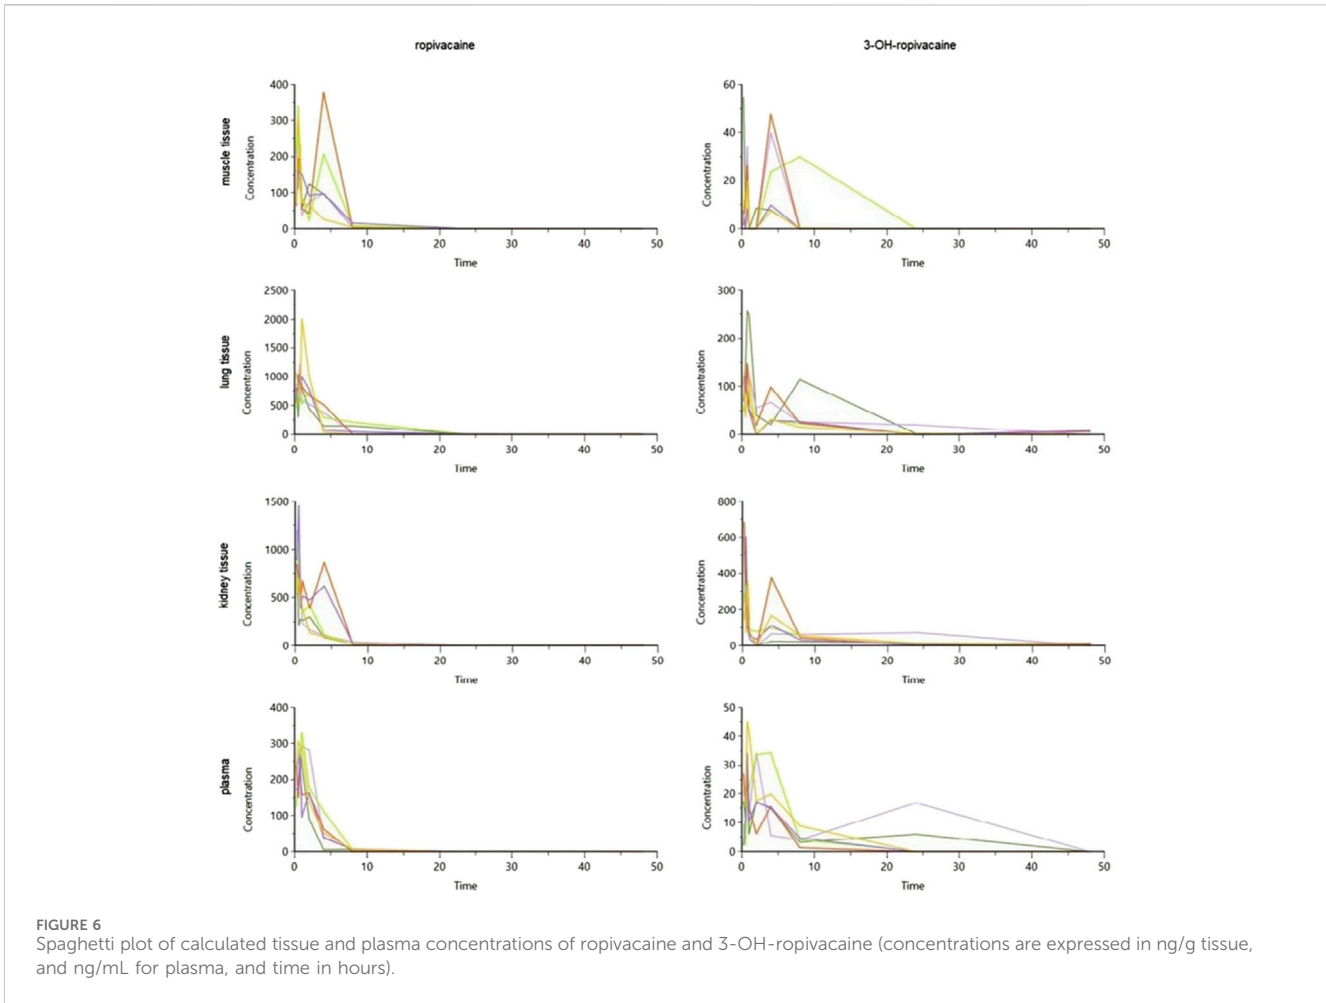 ropivacaine
3-OH-ropivacaine
muscle tissue
Concentration
400
300
200
100
0
0 10 20 30 40 50
Time
Concentration
60
40
20
0
0 10 20 30 40 50
Time
lung tissue
Concentration
2500
2000
1500
1000
500
0
0 10 20 30 40 50
Time
Concentration
300
200
100
0
0 10 20 30 40 50
Time
kidney tissue
Concentration
1500
1000
500
0
0 10 20 30 40 50
Time
Concentration
800
600
400
200
0
0 10 20 30 40 50
Time
plasma
Concentration
400
300
200
100
0
0 10 20 30 40 50
Time
Concentration
50
40
30
20
10
0
0 10 20 30 40 50
Time
FIGURE 6
Spaghetti plot of calculated tissue and plasma concentrations of ropivacaine and 3-OH-ropivacaine (concentrations are expressed in ng/g tissue,
and ng/mL for plasma, and time in hours).